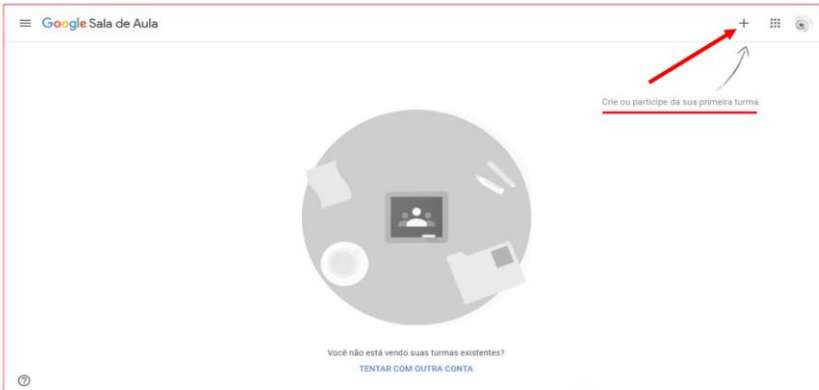 Google Sala de Aula
Crie ou participe da sua primeira turma.
Você não está vendo suas turmas existentes?
TENTAR COM OUTRA CONTA